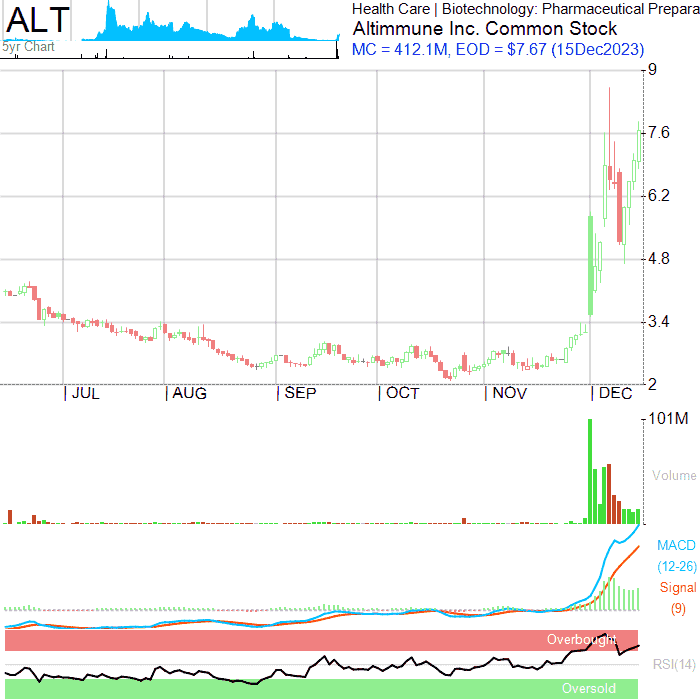 ALT
5yr Chart
Health Care | Biotechnology: Pharmaceutical Prepara
Altimmune Inc. Common Stock
MC = 412.1M, EOD = $7.67 (15Dec2023)
9
7.6
6.2
4.8
3.4
2
JUL AUG SEP OCT NOV DEC
101M
Volume
MACD
(12-26)
Signal
(9)
Overbought
RSI(14)
Oversold